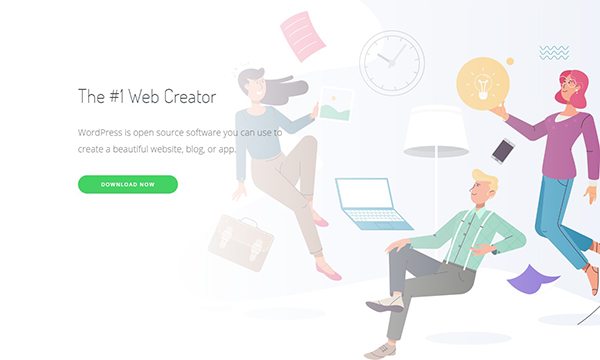 The #1 Web Creator
WordPress is open source software you can use to
create a beautiful website, blog, or app.
DOWNLOAD NOW